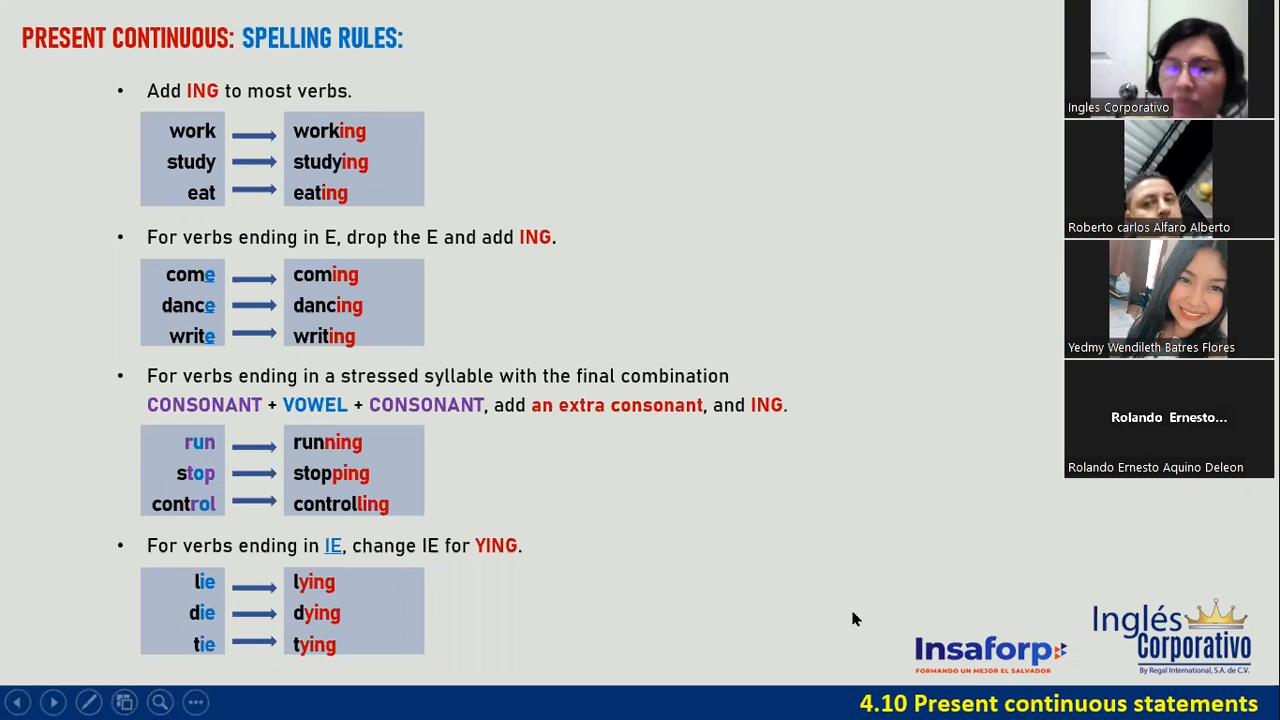 PRESENT CONTINUOUS: SPELLING RULES:
• Add ING to most verbs.
work working
study studying
eat eating
• For verbs ending in E, drop the E and add ING.
come coming
dance dancing
write writing
• For verbs ending in a stressed syllable with the final combination
CONSONANT + VOWEL + CONSONANT, add an extra consonant, and ING.
run running
stop stopping
control controlling
• For verbs ending in IE, change IE for YING.
lie lying
die dying
tie tying
Ingles Corporativo
Roberto carlos Alfaro Alberto
Yedmy Wendileth Batres Flores
Rolando Ernesto...
Rolando Ernesto Aquino Deleon
Insaforp
FORMANDO UN MEJOR EL SALVADOR
Inglés
Corporativo
By Regal International, S.A. de C.V.
4.10 Present continuous statements